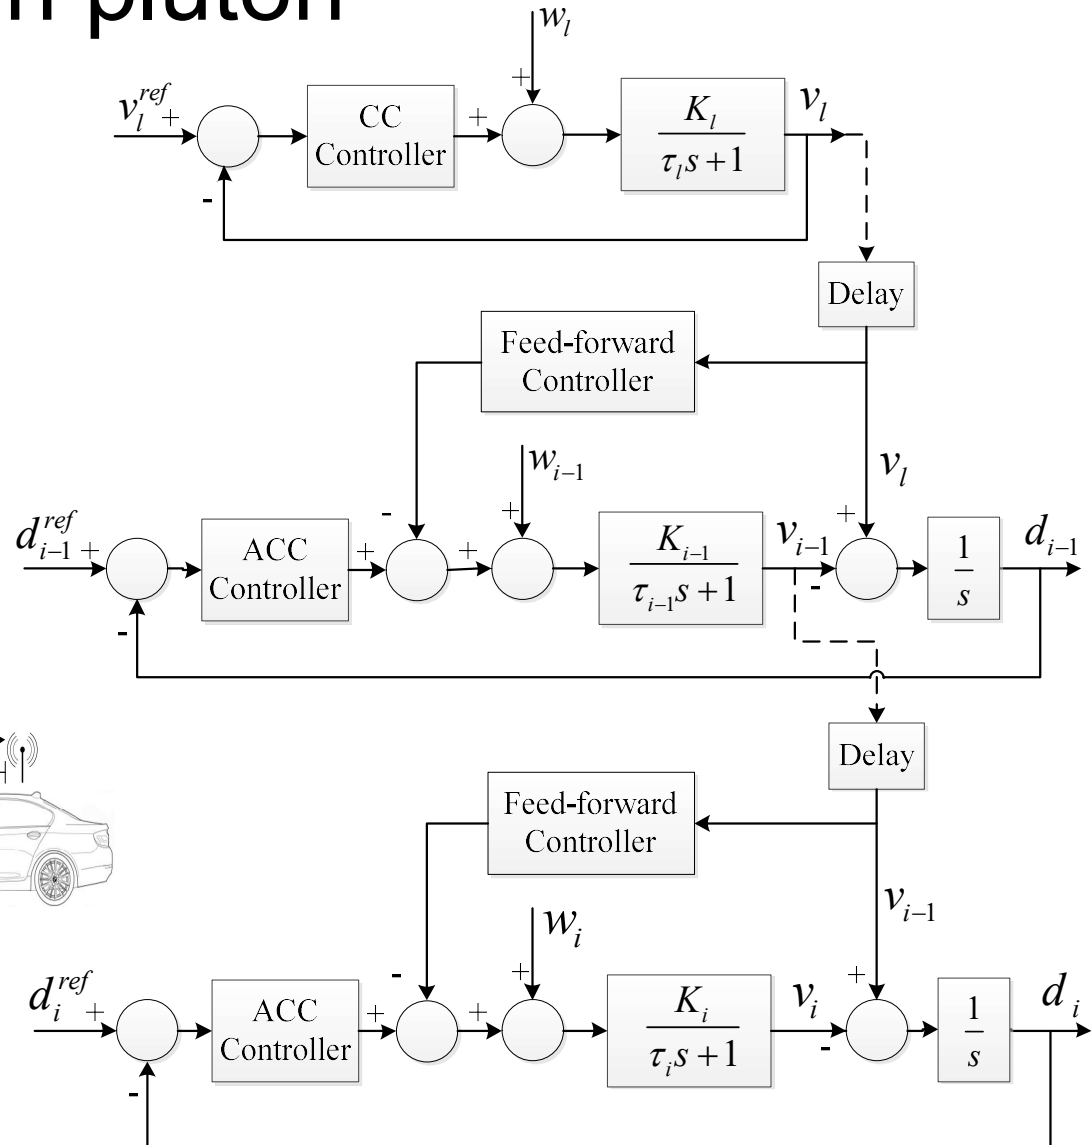 n pluton
w_l
v_l^{ref} +
+
CC
Controller
+
K_l
τ_l s + 1
v_l
-
Delay
Feed-forward
Controller
w_{i-1}
v_l
-
+
+
d_{i-1}^{ref} +
ACC
Controller
+
+
K_{i-1}
τ_{i-1} s + 1
v_{i-1}
-
1
s
d_{i-1}
-
Delay
Feed-forward
Controller
w_i
v_{i-1}
-
+
+
d_i^{ref} +
ACC
Controller
+
+
K_i
τ_i s + 1
v_i
-
1
s
d_i
-